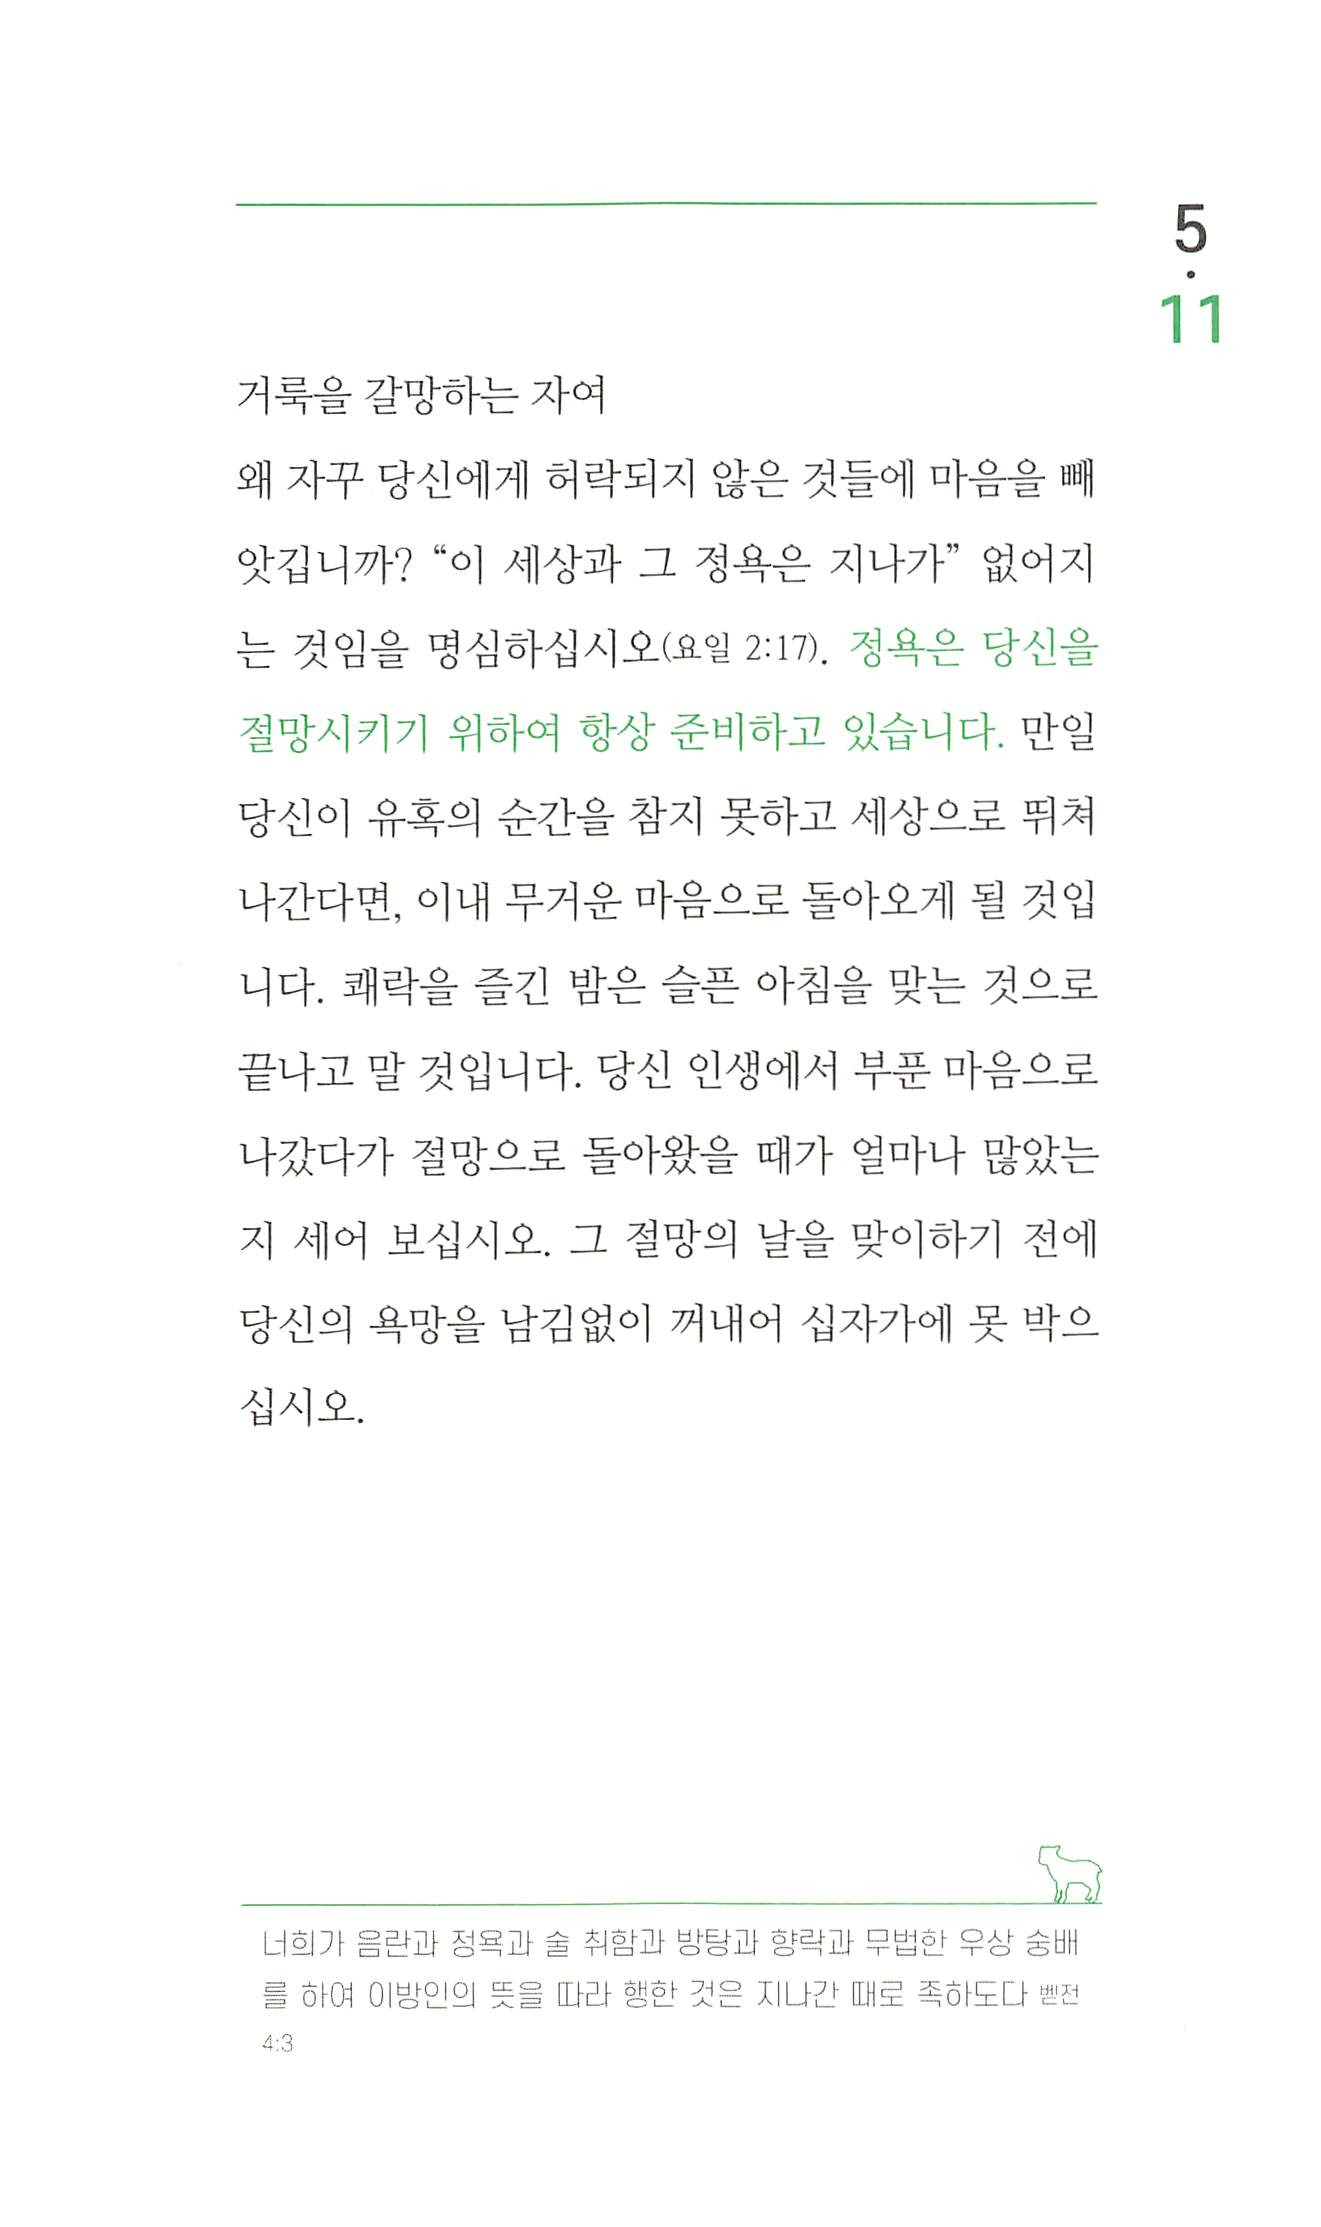 5
·
11
거룩을 갈망하는 자여
왜 자꾸 당신에게 허락되지 않은 것들에 마음을 빼
앗깁니까? “이 세상과 그 정욕은 지나가” 없어지
는 것임을 명심하십시오(요일 2:17). 정욕은 당신을
절망시키기 위하여 항상 준비하고 있습니다. 만일
당신이 유혹의 순간을 참지 못하고 세상으로 뛰쳐
나간다면, 이내 무거운 마음으로 돌아오게 될 것입
니다. 쾌락을 즐긴 밤은 슬픈 아침을 맞는 것으로
끝나고 말 것입니다. 당신 인생에서 부푼 마음으로
나갔다가 절망으로 돌아왔을 때가 얼마나 많았는
지 세어 보십시오. 그 절망의 날을 맞이하기 전에
당신의 욕망을 남김없이 꺼내어 십자가에 못 박으
십시오.
너희가 음란과 정욕과 술 취함과 방탕과 향락과 무법한 우상 숭배
를 하여 이방인의 뜻을 따라 행한 것은 지나간 때로 족하도다 벧전
4:3